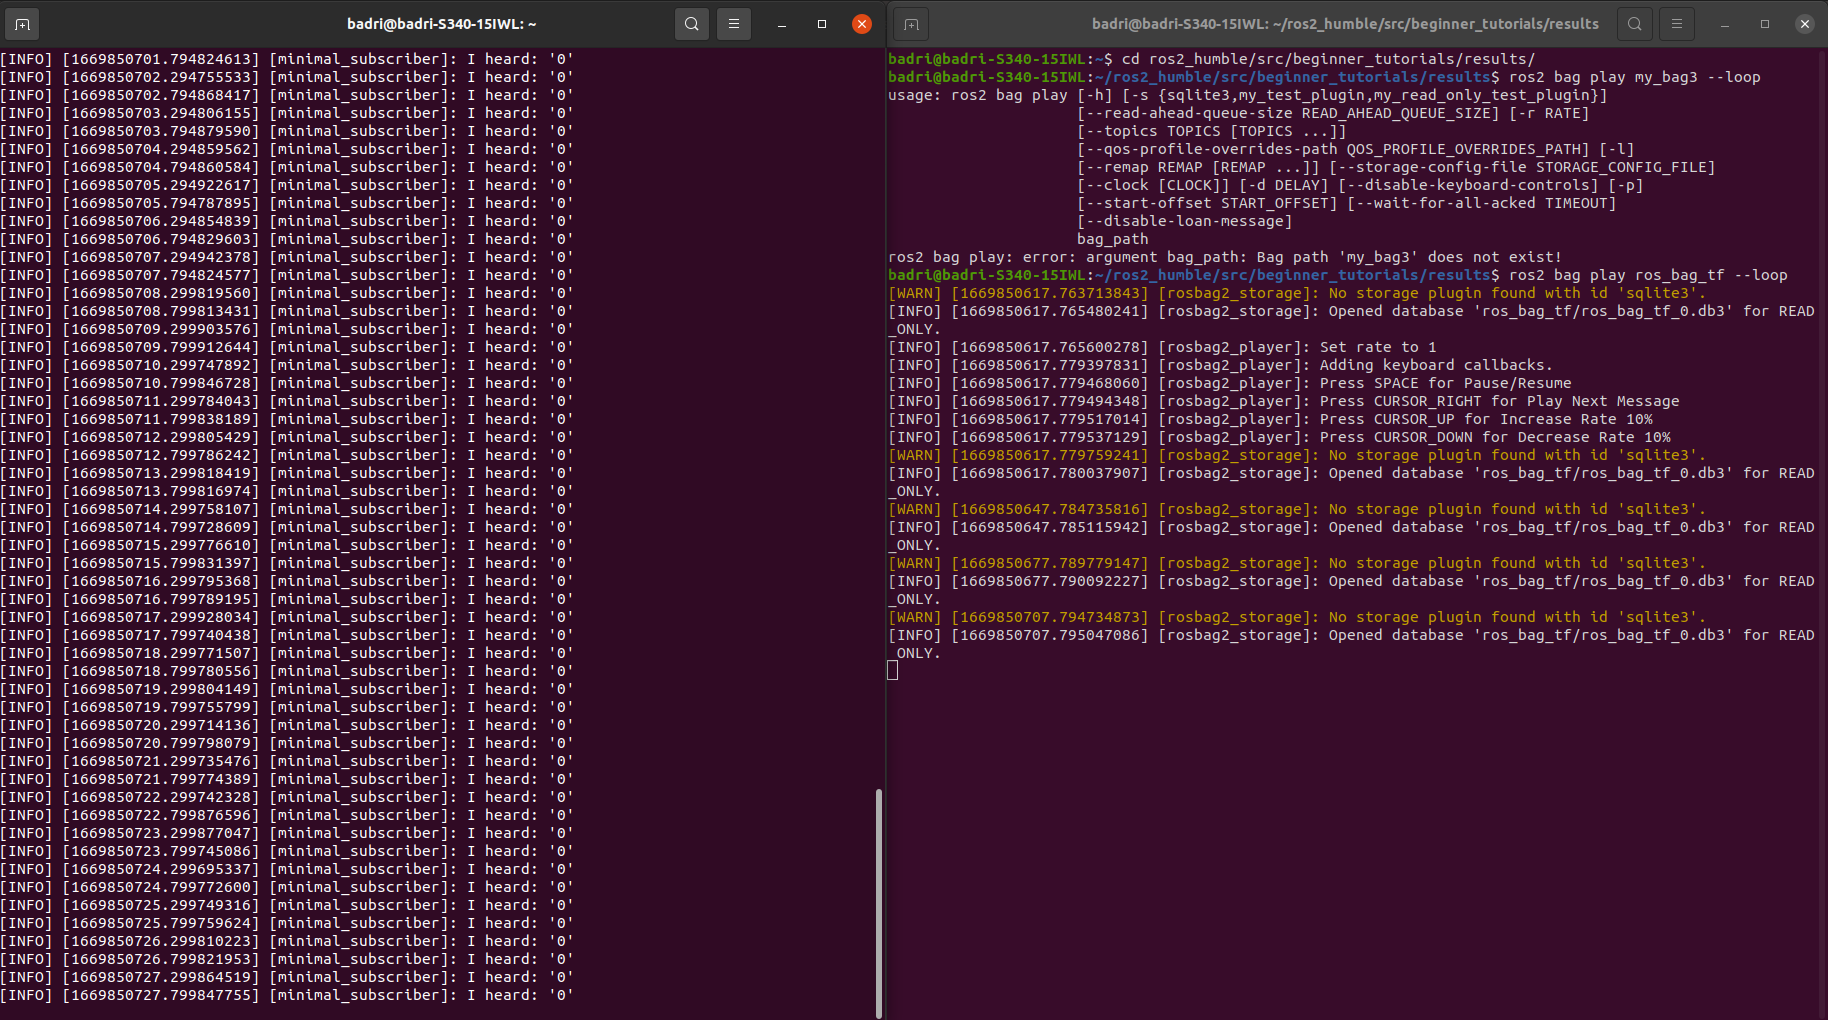 badri@badri-S340-15IWL: ~
[INFO] [1669850701.794824613] [minimal_subscriber]: I heard: '0'
[INFO] [1669850702.294755533] [minimal_subscriber]: I heard: '0'
[INFO] [1669850702.794868417] [minimal_subscriber]: I heard: '0'
[INFO] [1669850703.294806155] [minimal_subscriber]: I heard: '0'
[INFO] [1669850703.794879590] [minimal_subscriber]: I heard: '0'
[INFO] [1669850704.294859562] [minimal_subscriber]: I heard: '0'
[INFO] [1669850704.794860584] [minimal_subscriber]: I heard: '0'
[INFO] [1669850705.294922617] [minimal_subscriber]: I heard: '0'
[INFO] [1669850705.794787895] [minimal_subscriber]: I heard: '0'
[INFO] [1669850706.294854839] [minimal_subscriber]: I heard: '0'
[INFO] [1669850706.794829603] [minimal_subscriber]: I heard: '0'
[INFO] [1669850707.294942378] [minimal_subscriber]: I heard: '0'
[INFO] [1669850707.794824577] [minimal_subscriber]: I heard: '0'
[INFO] [1669850708.299819560] [minimal_subscriber]: I heard: '0'
[INFO] [1669850708.799813431] [minimal_subscriber]: I heard: '0'
[INFO] [1669850709.299903576] [minimal_subscriber]: I heard: '0'
[INFO] [1669850709.799912644] [minimal_subscriber]: I heard: '0'
[INFO] [1669850710.299747892] [minimal_subscriber]: I heard: '0'
[INFO] [1669850710.799846728] [minimal_subscriber]: I heard: '0'
[INFO] [1669850711.299784043] [minimal_subscriber]: I heard: '0'
[INFO] [1669850711.799838189] [minimal_subscriber]: I heard: '0'
[INFO] [1669850712.299805429] [minimal_subscriber]: I heard: '0'
[INFO] [1669850712.799786242] [minimal_subscriber]: I heard: '0'
[INFO] [1669850713.299818419] [minimal_subscriber]: I heard: '0'
[INFO] [1669850713.799816974] [minimal_subscriber]: I heard: '0'
[INFO] [1669850714.299758107] [minimal_subscriber]: I heard: '0'
[INFO] [1669850714.799728609] [minimal_subscriber]: I heard: '0'
[INFO] [1669850715.299776610] [minimal_subscriber]: I heard: '0'
[INFO] [1669850715.799831397] [minimal_subscriber]: I heard: '0'
[INFO] [1669850716.299795368] [minimal_subscriber]: I heard: '0'
[INFO] [1669850716.799789195] [minimal_subscriber]: I heard: '0'
[INFO] [1669850717.299928034] [minimal_subscriber]: I heard: '0'
[INFO] [1669850717.799740438] [minimal_subscriber]: I heard: '0'
[INFO] [1669850718.299771507] [minimal_subscriber]: I heard: '0'
[INFO] [1669850718.799780556] [minimal_subscriber]: I heard: '0'
[INFO] [1669850719.299804149] [minimal_subscriber]: I heard: '0'
[INFO] [1669850719.799755799] [minimal_subscriber]: I heard: '0'
[INFO] [1669850720.299714136] [minimal_subscriber]: I heard: '0'
[INFO] [1669850720.799798079] [minimal_subscriber]: I heard: '0'
[INFO] [1669850721.299735476] [minimal_subscriber]: I heard: '0'
[INFO] [1669850721.799774389] [minimal_subscriber]: I heard: '0'
[INFO] [1669850722.299742328] [minimal_subscriber]: I heard: '0'
[INFO] [1669850722.799876596] [minimal_subscriber]: I heard: '0'
[INFO] [1669850723.299877047] [minimal_subscriber]: I heard: '0'
[INFO] [1669850723.799745086] [minimal_subscriber]: I heard: '0'
[INFO] [1669850724.299695337] [minimal_subscriber]: I heard: '0'
[INFO] [1669850724.799772600] [minimal_subscriber]: I heard: '0'
[INFO] [1669850725.299749316] [minimal_subscriber]: I heard: '0'
[INFO] [1669850725.799759624] [minimal_subscriber]: I heard: '0'
[INFO] [1669850726.299810223] [minimal_subscriber]: I heard: '0'
[INFO] [1669850726.799821953] [minimal_subscriber]: I heard: '0'
[INFO] [1669850727.299864519] [minimal_subscriber]: I heard: '0'
[INFO] [1669850727.799847755] [minimal_subscriber]: I heard: '0'
badri@badri-S340-15IWL: ~/ros2_humble/src/beginner_tutorials/results
badri@badri-S340-15IWL:~$ cd ros2_humble/src/beginner_tutorials/results/
badri@badri-S340-15IWL:~/ros2_humble/src/beginner_tutorials/results$ ros2 bag play my_bag3 --loop
usage: ros2 bag play [-h] [-s {sqlite3,my_test_plugin,my_read_only_test_plugin}]
[--read-ahead-queue-size READ_AHEAD_QUEUE_SIZE] [-r RATE]
[--topics TOPICS [TOPICS ...]]
[--qos-profile-overrides-path QOS_PROFILE_OVERRIDES_PATH] [-l]
[--remap REMAP [REMAP ...]] [--storage-config-file STORAGE_CONFIG_FILE]
[--clock [CLOCK]] [-d DELAY] [--disable-keyboard-controls] [-p]
[--start-offset START_OFFSET] [--wait-for-all-acked TIMEOUT]
[--disable-loan-message]
bag_path
ros2 bag play: error: argument bag_path: Bag path 'my_bag3' does not exist!
badri@badri-S340-15IWL:~/ros2_humble/src/beginner_tutorials/results$ ros2 bag play ros_bag_tf --loop
[WARN] [1669850617.763713843] [rosbag2_storage]: No storage plugin found with id 'sqlite3'.
[INFO] [1669850617.765480241] [rosbag2_storage]: Opened database 'ros_bag_tf/ros_bag_tf_0.db3' for READ
_ONLY.
[INFO] [1669850617.765600278] [rosbag2_player]: Set rate to 1
[INFO] [1669850617.779397831] [rosbag2_player]: Adding keyboard callbacks.
[INFO] [1669850617.779468060] [rosbag2_player]: Press SPACE for Pause/Resume
[INFO] [1669850617.779494348] [rosbag2_player]: Press CURSOR_RIGHT for Play Next Message
[INFO] [1669850617.779517014] [rosbag2_player]: Press CURSOR_UP for Increase Rate 10%
[INFO] [1669850617.779537129] [rosbag2_player]: Press CURSOR_DOWN for Decrease Rate 10%
[WARN] [1669850617.779759241] [rosbag2_storage]: No storage plugin found with id 'sqlite3'.
[INFO] [1669850617.780037907] [rosbag2_storage]: Opened database 'ros_bag_tf/ros_bag_tf_0.db3' for READ
_ONLY.
[WARN] [1669850647.784735816] [rosbag2_storage]: No storage plugin found with id 'sqlite3'.
[INFO] [1669850647.785115942] [rosbag2_storage]: Opened database 'ros_bag_tf/ros_bag_tf_0.db3' for READ
_ONLY.
[WARN] [1669850677.789779147] [rosbag2_storage]: No storage plugin found with id 'sqlite3'.
[INFO] [1669850677.790092227] [rosbag2_storage]: Opened database 'ros_bag_tf/ros_bag_tf_0.db3' for READ
_ONLY.
[WARN] [1669850707.794734873] [rosbag2_storage]: No storage plugin found with id 'sqlite3'.
[INFO] [1669850707.795047086] [rosbag2_storage]: Opened database 'ros_bag_tf/ros_bag_tf_0.db3' for READ
_ONLY.